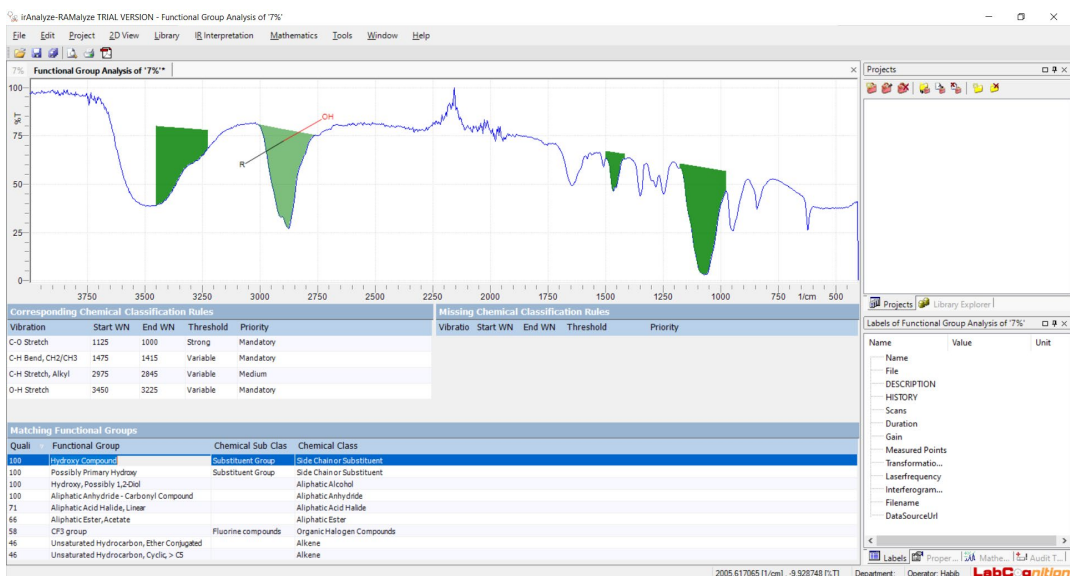 irAnalyze-RAMalyze TRIAL VERSION - Functional Group Analysis of '7%'
File Edit Project 2D View Library IR Interpretation Mathematics Tools Window Help
7% Functional Group Analysis of '7%'*
%T
100
75
50
25
0
OH
R
3750 3500 3250 3000 2750 2500 2250 2000 1750 1500 1250 1000 750 1/cm 500
Corresponding Chemical Classification Rules
Vibration Start WN End WN Threshold Priority
C-O Stretch 1125 1000 Strong Mandatory
C-H Bend, CH2/CH3 1475 1415 Variable Mandatory
C-H Stretch, Alkyl 2975 2845 Variable Medium
O-H Stretch 3450 3225 Variable Mandatory
Missing Chemical Classification Rules
Vibratio Start WN End WN Threshold Priority
Matching Functional Groups
Quali Functional Group Chemical Sub Clas Chemical Class
100 Hydroxy Compound Substituent Group Side Chain or Substituent
100 Possibly Primary Hydroxy Substituent Group Side Chain or Substituent
100 Hydroxy, Possibly 1,2-Diol Aliphatic Alcohol
100 Aliphatic Anhydride - Carbonyl Compound Aliphatic Anhydride
71 Aliphatic Acid Halide, Linear Aliphatic Acid Halide
66 Aliphatic Ester, Acetate Aliphatic Ester
58 CF3 group Fluorine compounds Organic Halogen Compounds
46 Unsaturated Hydrocarbon, Ether Conjugated Alkene
46 Unsaturated Hydrocarbon, Cyclic, > C5 Alkene
Projects
Projects Library Explorer
Labels of Functional Group Analysis of '7%'
Name Value Unit
Name
File
DESCRIPTION
HISTORY
Scans
Duration
Gain
Measured Points
Transformatio...
Laserfrequency
Interferogram...
Filename
DataSourceUrl
Labels Proper... Mathe... Audit T...
2005.617065 [1/cm] -9.928748 [%T] Department: Operator: Habib LabCognition